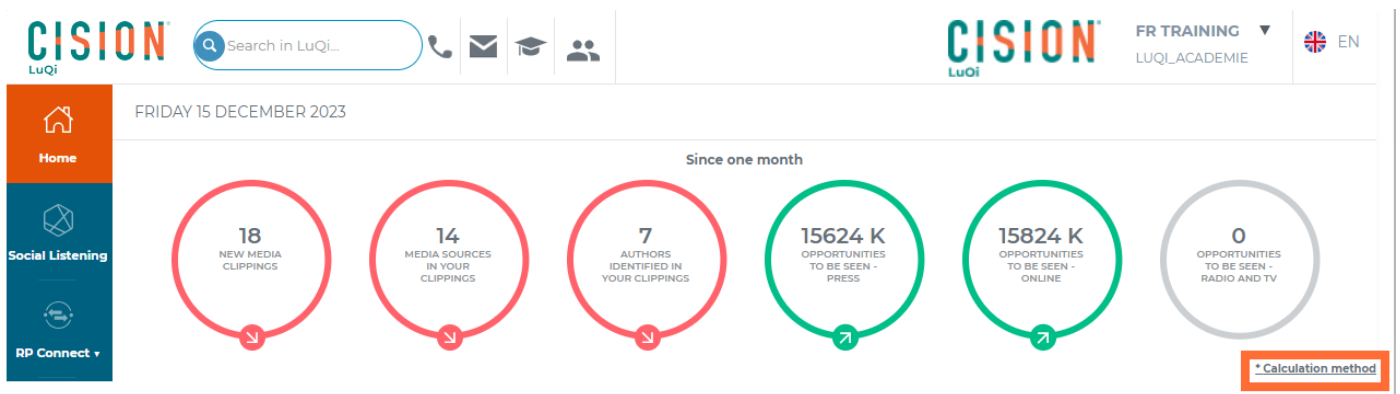 CISION
LuQi
Search in LuQi...
CISION
LuQi
FR TRAINING ▼
LUQI_ACADEMIE
EN
Home
Social Listening
RP Connect ▾
FRIDAY 15 DECEMBER 2023
Since one month
18
NEW MEDIA
CLIPPINGS
14
MEDIA SOURCES
IN YOUR
CLIPPINGS
7
AUTHORS
IDENTIFIED IN
YOUR CLIPPINGS
15624 K
OPPORTUNITIES
TO BE SEEN -
PRESS
15824 K
OPPORTUNITIES
TO BE SEEN -
ONLINE
0
OPPORTUNITIES
TO BE SEEN -
RADIO AND TV
* Calculation method